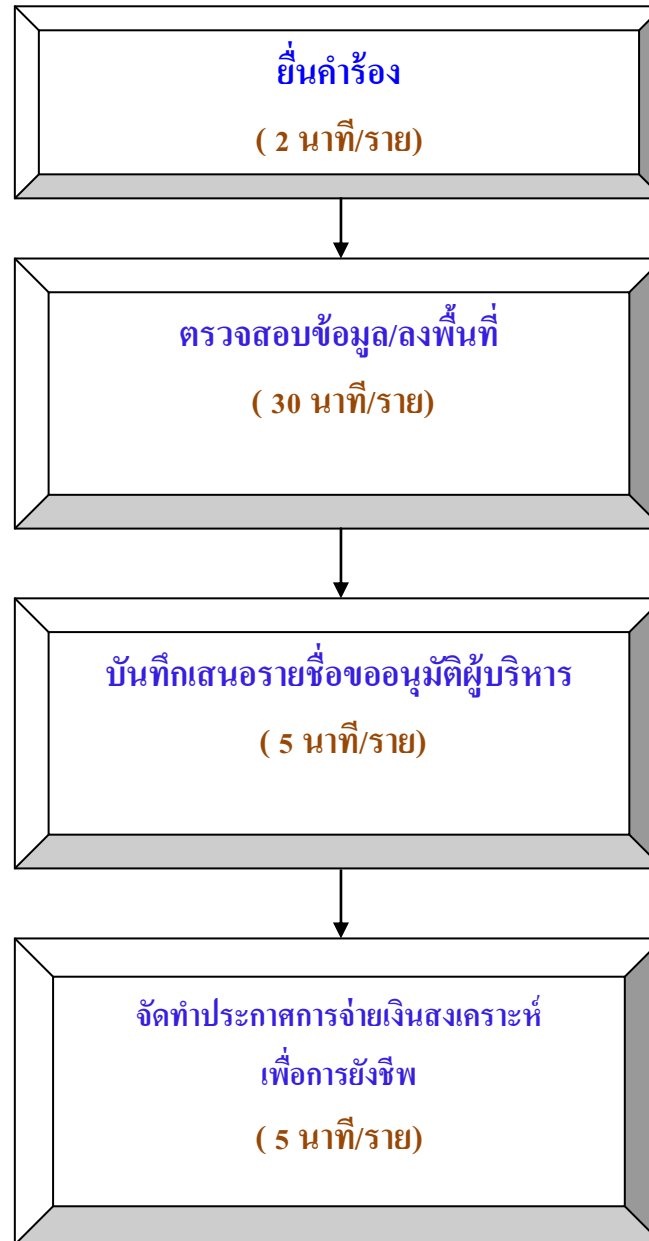 ยื่นคำร้อง
( 2 นาที/ราย)
ตรวจสอบข้อมูล/ลงพื้นที่
( 30 นาที/ราย)
บันทึกเสนอรายชื่อขออนุมัติผู้บริหาร
( 5 นาที/ราย)
จัดทำประกาศการจ่ายเงินสงเคราะห์
เพื่อการยังชีพ
( 5 นาที/ราย)